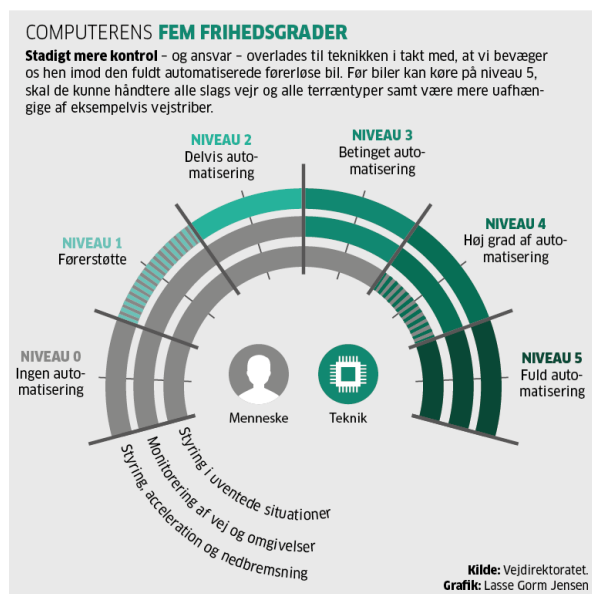 COMPUTERENS FEM FRIHEDSGRADER
Stadigt mere kontrol – og ansvar – overlades til teknikken i takt med, at vi bevæger
os hen imod den fuldt automatiserede førerløse bil. Før biler kan køre på niveau 5,
skal de kunne håndtere alle slags vejr og alle terræntyper samt være mere uafhæn-
gige af eksempelvis vejstriber.
NIVEAU 0
Ingen auto-
matisering
NIVEAU 1
Førerstøtte
NIVEAU 2
Delvis auto-
matisering
NIVEAU 3
Betinget auto-
matisering
NIVEAU 4
Høj grad af auto-
matisering
NIVEAU 5
Fuld auto-
matisering
Menneske
Teknik
Styring i uventede situationer
Monitorering af vej og omgivelser
Styring, acceleration og nedbremsning
Kilde: Vejdirektoratet.
Grafik: Lasse Gorm Jensen